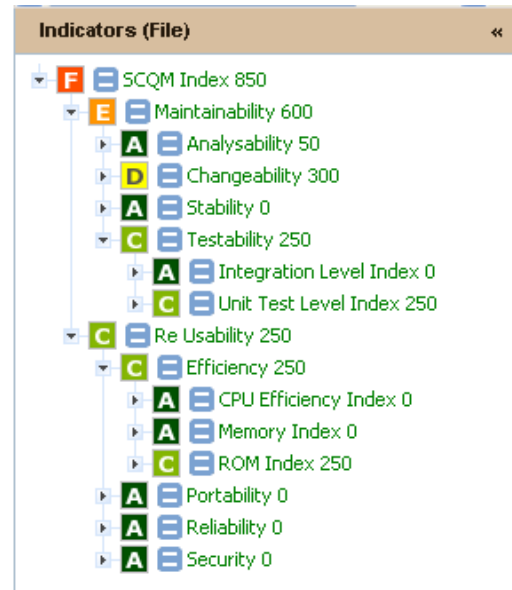 Indicators (File) «
F SCQM Index 850
E Maintainability 600
A Analysability 50
D Changeability 300
A Stability 0
C Testability 250
A Integration Level Index 0
C Unit Test Level Index 250
C Re Usability 250
C Efficiency 250
A CPU Efficiency Index 0
A Memory Index 0
C ROM Index 250
A Portability 0
A Reliability 0
A Security 0